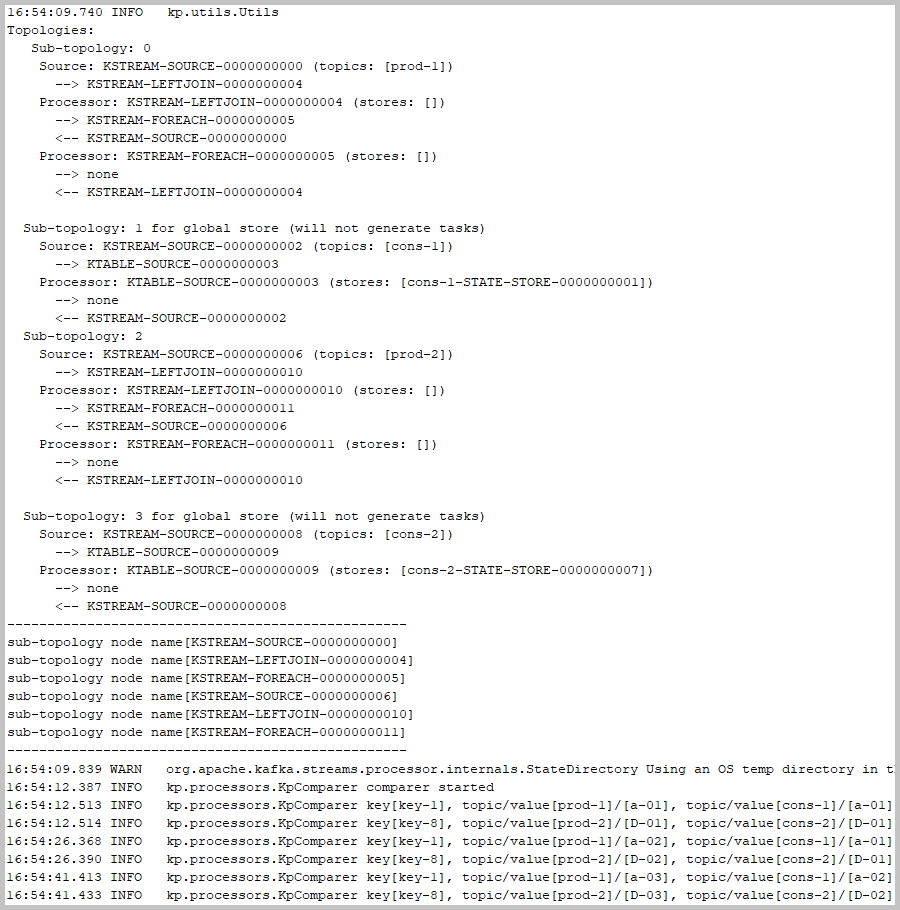 16:54:09.740 INFO   kp.utils.Utils
Topologies:
   Sub-topology: 0
    Source: KSTREAM-SOURCE-0000000000 (topics: [prod-1])
      --> KSTREAM-LEFTJOIN-0000000004
    Processor: KSTREAM-LEFTJOIN-0000000004 (stores: [])
      --> KSTREAM-FOREACH-0000000005
      <-- KSTREAM-SOURCE-0000000000
    Processor: KSTREAM-FOREACH-0000000005 (stores: [])
      --> none
      <-- KSTREAM-LEFTJOIN-0000000004

  Sub-topology: 1 for global store (will not generate tasks)
    Source: KSTREAM-SOURCE-0000000002 (topics: [cons-1])
      --> KTABLE-SOURCE-0000000003
    Processor: KTABLE-SOURCE-0000000003 (stores: [cons-1-STATE-STORE-0000000001])
      --> none
      <-- KSTREAM-SOURCE-0000000002
  Sub-topology: 2
    Source: KSTREAM-SOURCE-0000000006 (topics: [prod-2])
      --> KSTREAM-LEFTJOIN-0000000010
    Processor: KSTREAM-LEFTJOIN-0000000010 (stores: [])
      --> KSTREAM-FOREACH-0000000011
      <-- KSTREAM-SOURCE-0000000006
    Processor: KSTREAM-FOREACH-0000000011 (stores: [])
      --> none
      <-- KSTREAM-LEFTJOIN-0000000010

  Sub-topology: 3 for global store (will not generate tasks)
    Source: KSTREAM-SOURCE-0000000008 (topics: [cons-2])
      --> KTABLE-SOURCE-0000000009
    Processor: KTABLE-SOURCE-0000000009 (stores: [cons-2-STATE-STORE-0000000007])
      --> none
      <-- KSTREAM-SOURCE-0000000008
--------------------------------------------------
sub-topology node name[KSTREAM-SOURCE-0000000000]
sub-topology node name[KSTREAM-LEFTJOIN-0000000004]
sub-topology node name[KSTREAM-FOREACH-0000000005]
sub-topology node name[KSTREAM-SOURCE-0000000006]
sub-topology node name[KSTREAM-LEFTJOIN-0000000010]
sub-topology node name[KSTREAM-FOREACH-0000000011]
--------------------------------------------------
16:54:09.839 WARN   org.apache.kafka.streams.processor.internals.StateDirectory Using an OS temp directory in
16:54:12.387 INFO   kp.processors.KpComparer comparer started
16:54:12.513 INFO   kp.processors.KpComparer key[key-1], topic/value[prod-1]/[a-01], topic/value[cons-1]/[a-01]
16:54:12.514 INFO   kp.processors.KpComparer key[key-8], topic/value[prod-2]/[D-01], topic/value[cons-2]/[D-01]
16:54:26.368 INFO   kp.processors.KpComparer key[key-1], topic/value[prod-1]/[a-02], topic/value[cons-1]/[a-01]
16:54:26.390 INFO   kp.processors.KpComparer key[key-8], topic/value[prod-2]/[D-02], topic/value[cons-2]/[D-01]
16:54:41.413 INFO   kp.processors.KpComparer key[key-1], topic/value[prod-1]/[a-03], topic/value[cons-1]/[a-02]
16:54:41.433 INFO   kp.processors.KpComparer key[key-8], topic/value[prod-2]/[D-03], topic/value[cons-2]/[D-02]